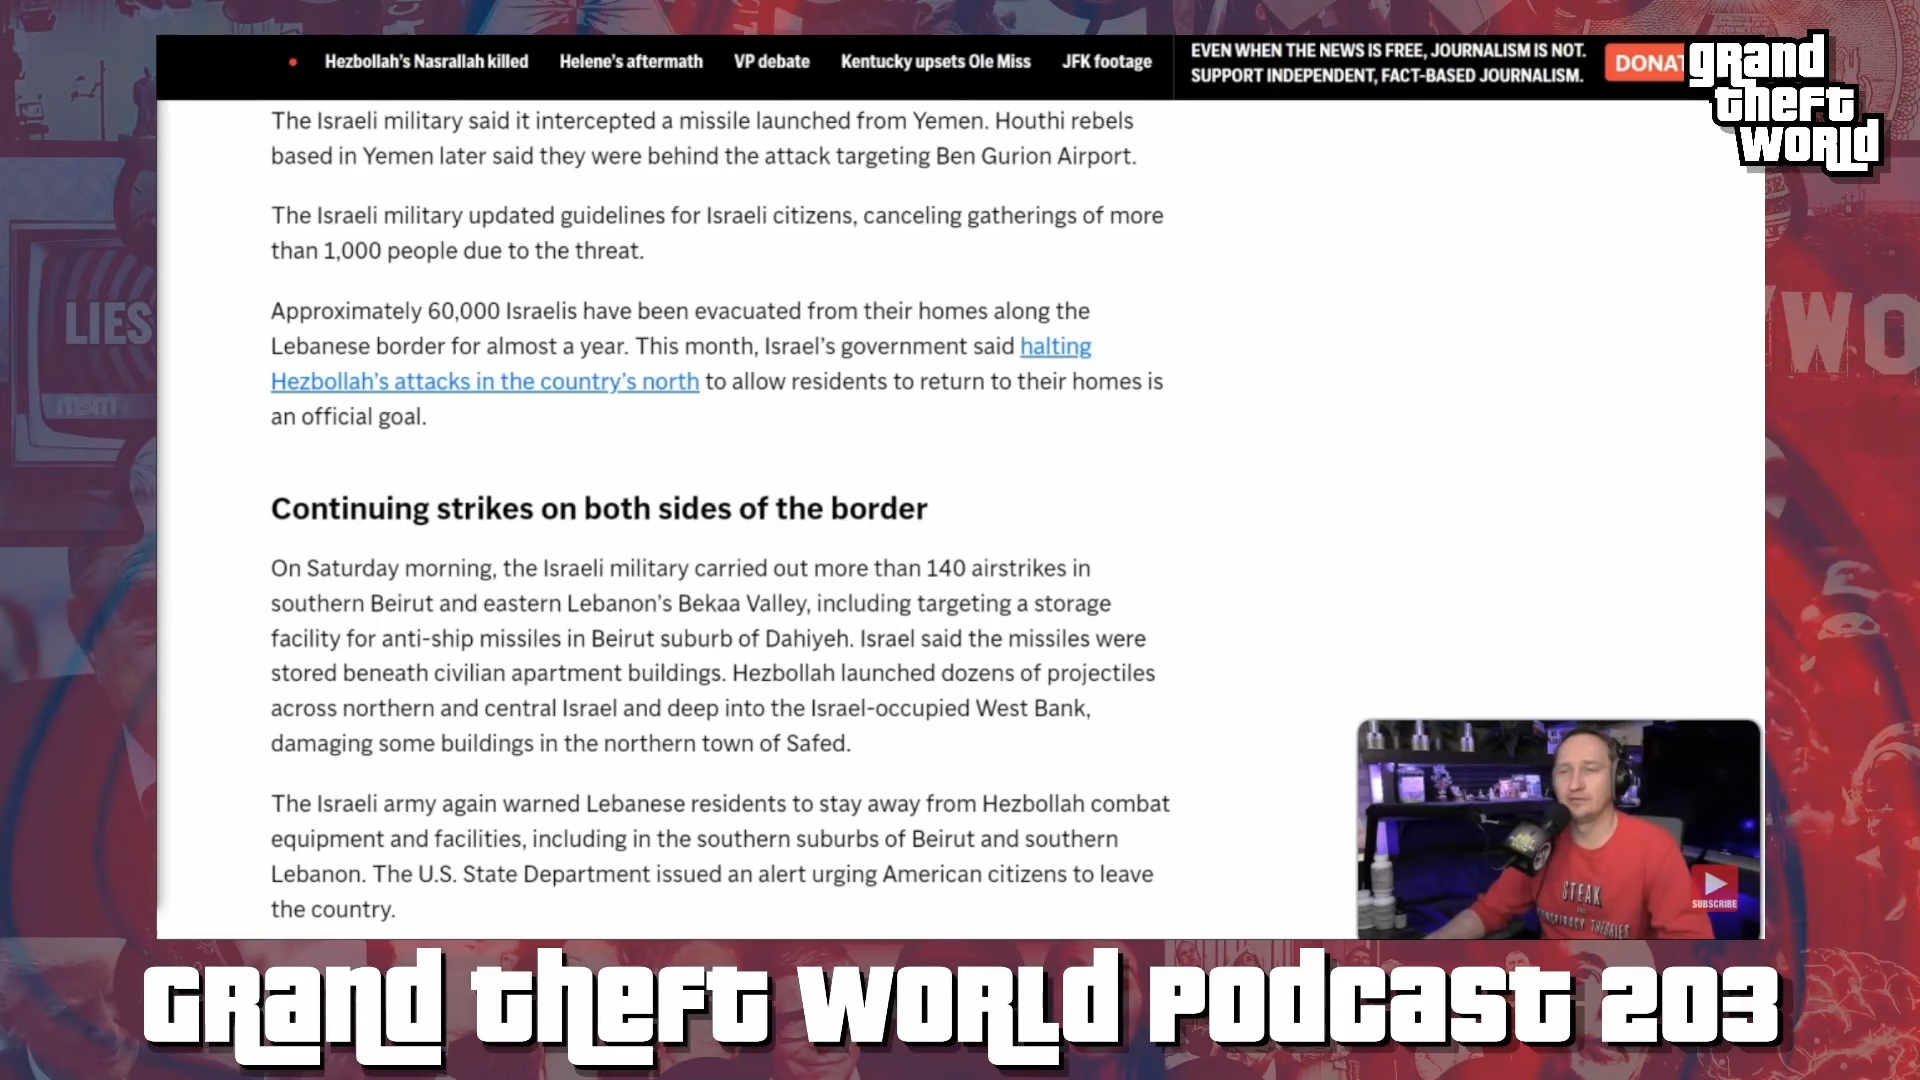 Hezbollah's Nasrallah killed Helene's aftermath VP debate Kentucky upsets Ole Miss JFK footage
EVEN WHEN THE NEWS IS FREE, JOURNALISM IS NOT.
SUPPORT INDEPENDENT, FACT-BASED JOURNALISM.
DONAT
grand
theft
world
The Israeli military said it intercepted a missile launched from Yemen. Houthi rebels
based in Yemen later said they were behind the attack targeting Ben Gurion Airport.
The Israeli military updated guidelines for Israeli citizens, canceling gatherings of more
than 1,000 people due to the threat.
Approximately 60,000 Israelis have been evacuated from their homes along the
Lebanese border for almost a year. This month, Israel's government said halting
Hezbollah's attacks in the country's north to allow residents to return to their homes is
an official goal.
Continuing strikes on both sides of the border
On Saturday morning, the Israeli military carried out more than 140 airstrikes in
southern Beirut and eastern Lebanon's Bekaa Valley, including targeting a storage
facility for anti-ship missiles in Beirut suburb of Dahiyeh. Israel said the missiles were
stored beneath civilian apartment buildings. Hezbollah launched dozens of projectiles
across northern and central Israel and deep into the Israel-occupied West Bank,
damaging some buildings in the northern town of Safed.
The Israeli army again warned Lebanese residents to stay away from Hezbollah combat
equipment and facilities, including in the southern suburbs of Beirut and southern
Lebanon. The U.S. State Department issued an alert urging American citizens to leave
the country.
LIES
msm
WO
STEAK
CONSPIRACY THEORIES
SUBSCRIBE
grand theft world podcast 203